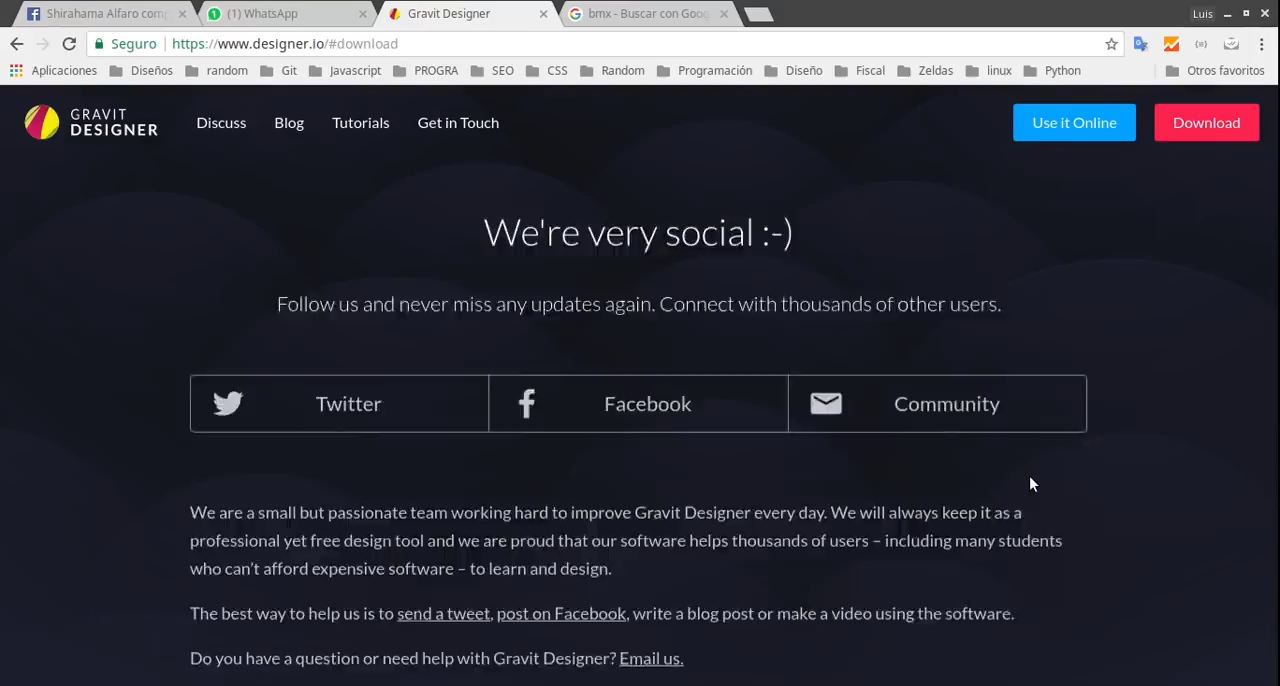 Shirahama Alfaro comp
(1) WhatsApp
Gravit Designer
bmx - Buscar con Goog
Luis
Seguro
https://www.designer.io/#download
Aplicaciones
Diseños
random
Git
Javascript
PROGRA
SEO
CSS
Random
Programación
Diseño
Fiscal
Zeldas
linux
Python
Otros favoritos
GRAVIT
DESIGNER
Discuss
Blog
Tutorials
Get in Touch
Use it Online
Download
We're very social :-)
Follow us and never miss any updates again. Connect with thousands of other users.
Twitter
Facebook
Community
We are a small but passionate team working hard to improve Gravit Designer every day. We will always keep it as a
professional yet free design tool and we are proud that our software helps thousands of users – including many students
who can't afford expensive software – to learn and design.
The best way to help us is to send a tweet, post on Facebook, write a blog post or make a video using the software.
Do you have a question or need help with Gravit Designer? Email us.